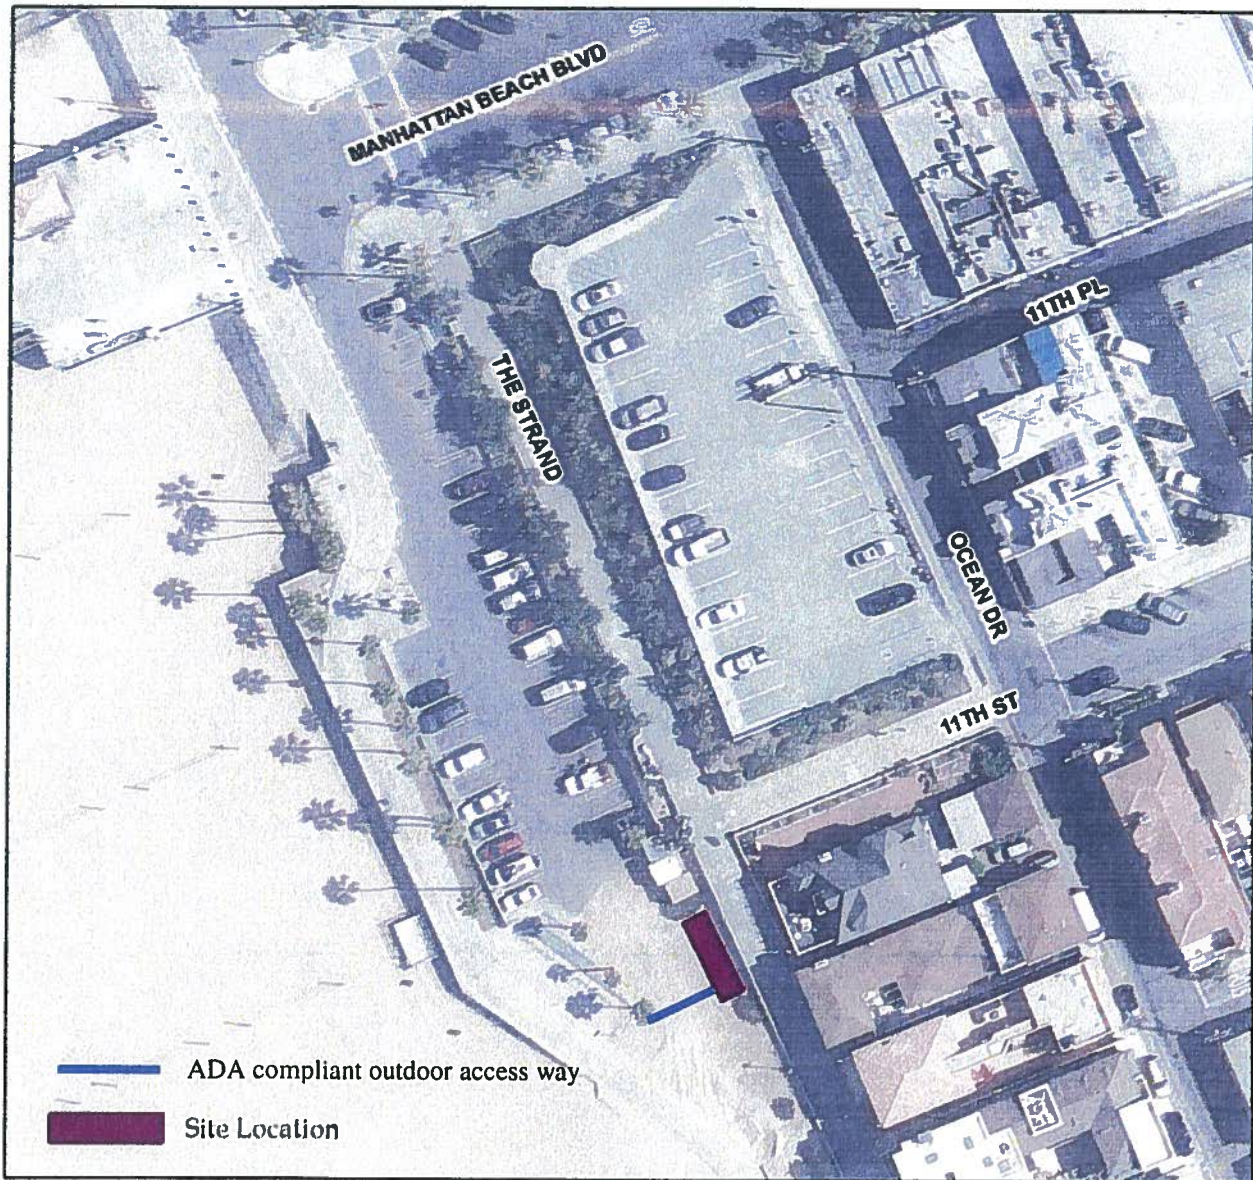 MANHATTAN BEACH BLVD
11TH PL
THE STRAND
OCEAN DR
11TH ST
ADA compliant outdoor access way
Site Location